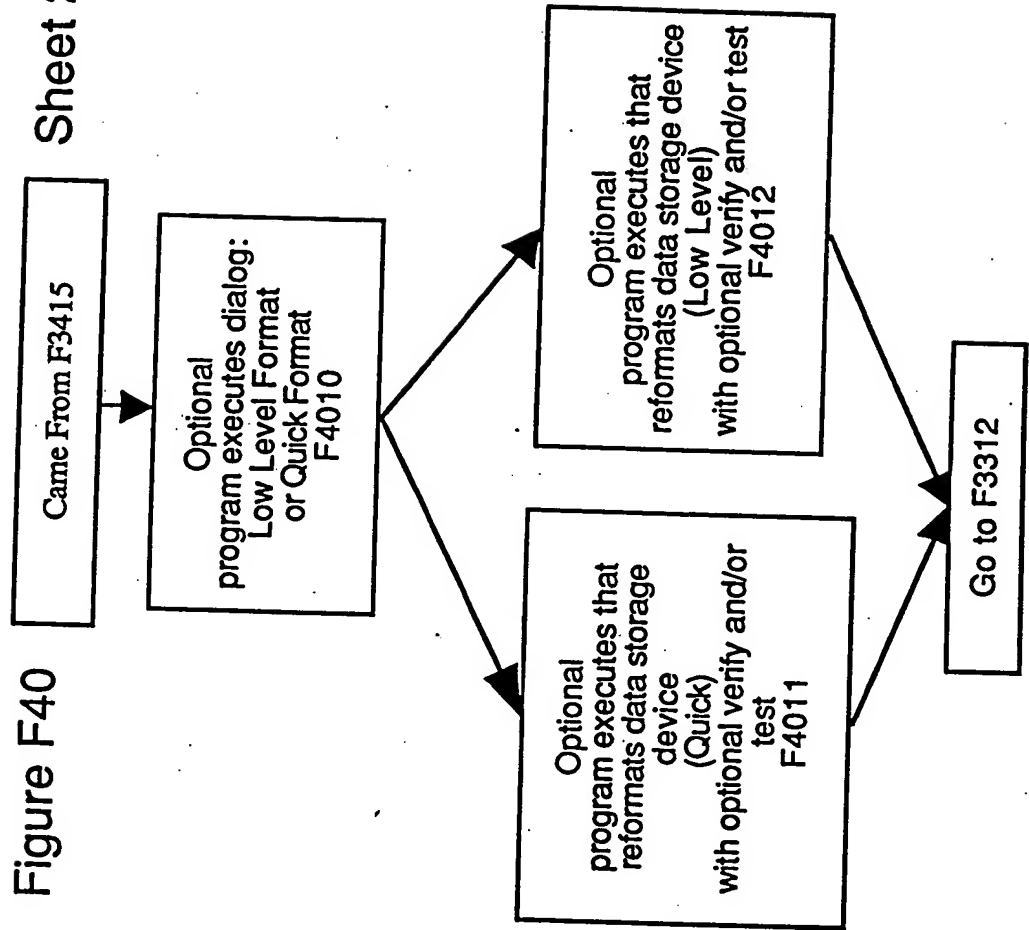 Figure F40
Sheet
Came From F3415
Optional
program executes dialog:
Low Level Format
or Quick Format
F4010
Optional
program executes that
reformats data storage
device
(Quick)
with optional verify and/or
test
F4011
Optional
program executes that
reformats data storage device
(Low Level)
with optional verify and/or test
F4012
Go to F3312